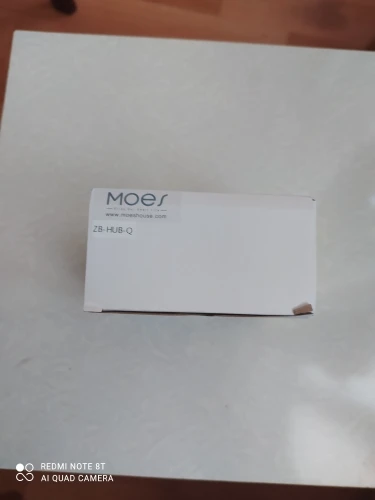 MOES
www.moeshouse.com
ZB-HUB-Q
REDMI NOTE 8T
AI QUAD CAMERA